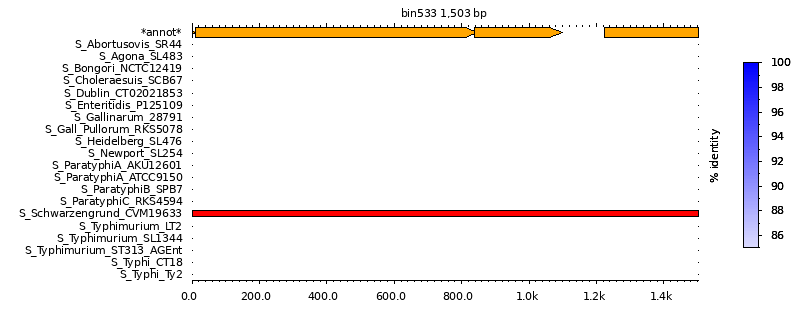 bin533 1,503 bp
*annot*
S_Abortusovis_SR44
S_Agona_SL483
S_Bongori_NCTC12419
S_Choleraesuis_SCB67
S_Dublin_CT02021853
S_Enteritidis_P125109
S_Gallinarum_28791
S_Gall_Pullorum_RKS5078
S_Heidelberg_SL476
S_Newport_SL254
S_ParatyphiA_AKU12601
S_ParatyphiA_ATCC9150
S_ParatyphiB_SPB7
S_ParatyphiC_RKS4594
S_Schwarzengrund_CVM19633
S_Typhimurium_LT2
S_Typhimurium_SL1344
S_Typhimurium_ST313_AGEnt
S_Typhi_CT18
S_Typhi_Ty2
0.0 200.0 400.0 600.0 800.0 1.0k 1.2k 1.4k
% identity
100
98
96
94
92
90
88
86